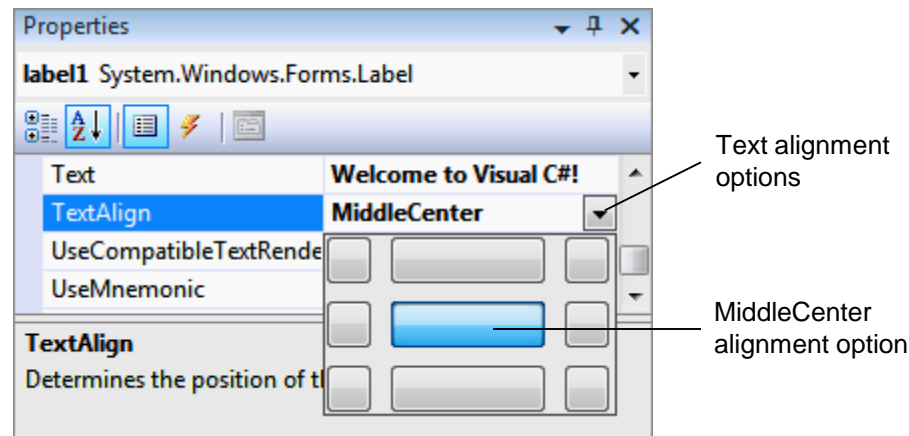 Properties
label1 System.Windows.Forms.Label
Text Welcome to Visual C#!
TextAlign MiddleCenter
UseCompatibleTextRende
UseMnemonic
TextAlign
Determines the position of t
Text alignment
options
MiddleCenter
alignment option